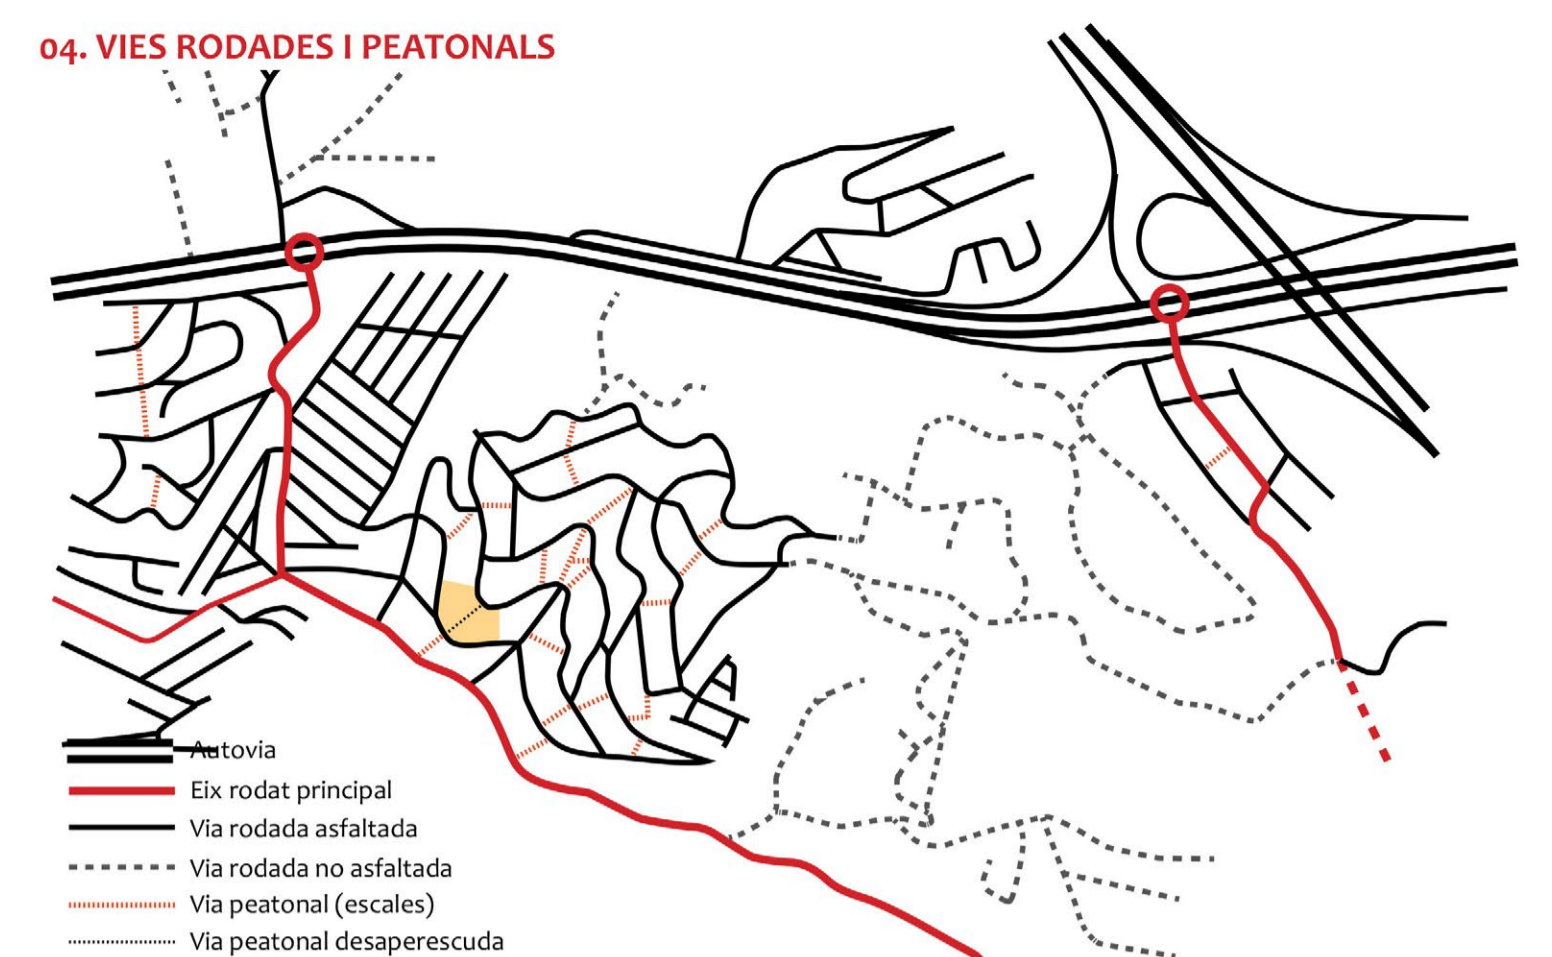 04. VIES RODADES I PEATONALS
Autovia
Eix rodat principal
Via rodada asfaltada
Via rodada no asfaltada
Via peatonal (escales)
Via peatonal desaperescuda